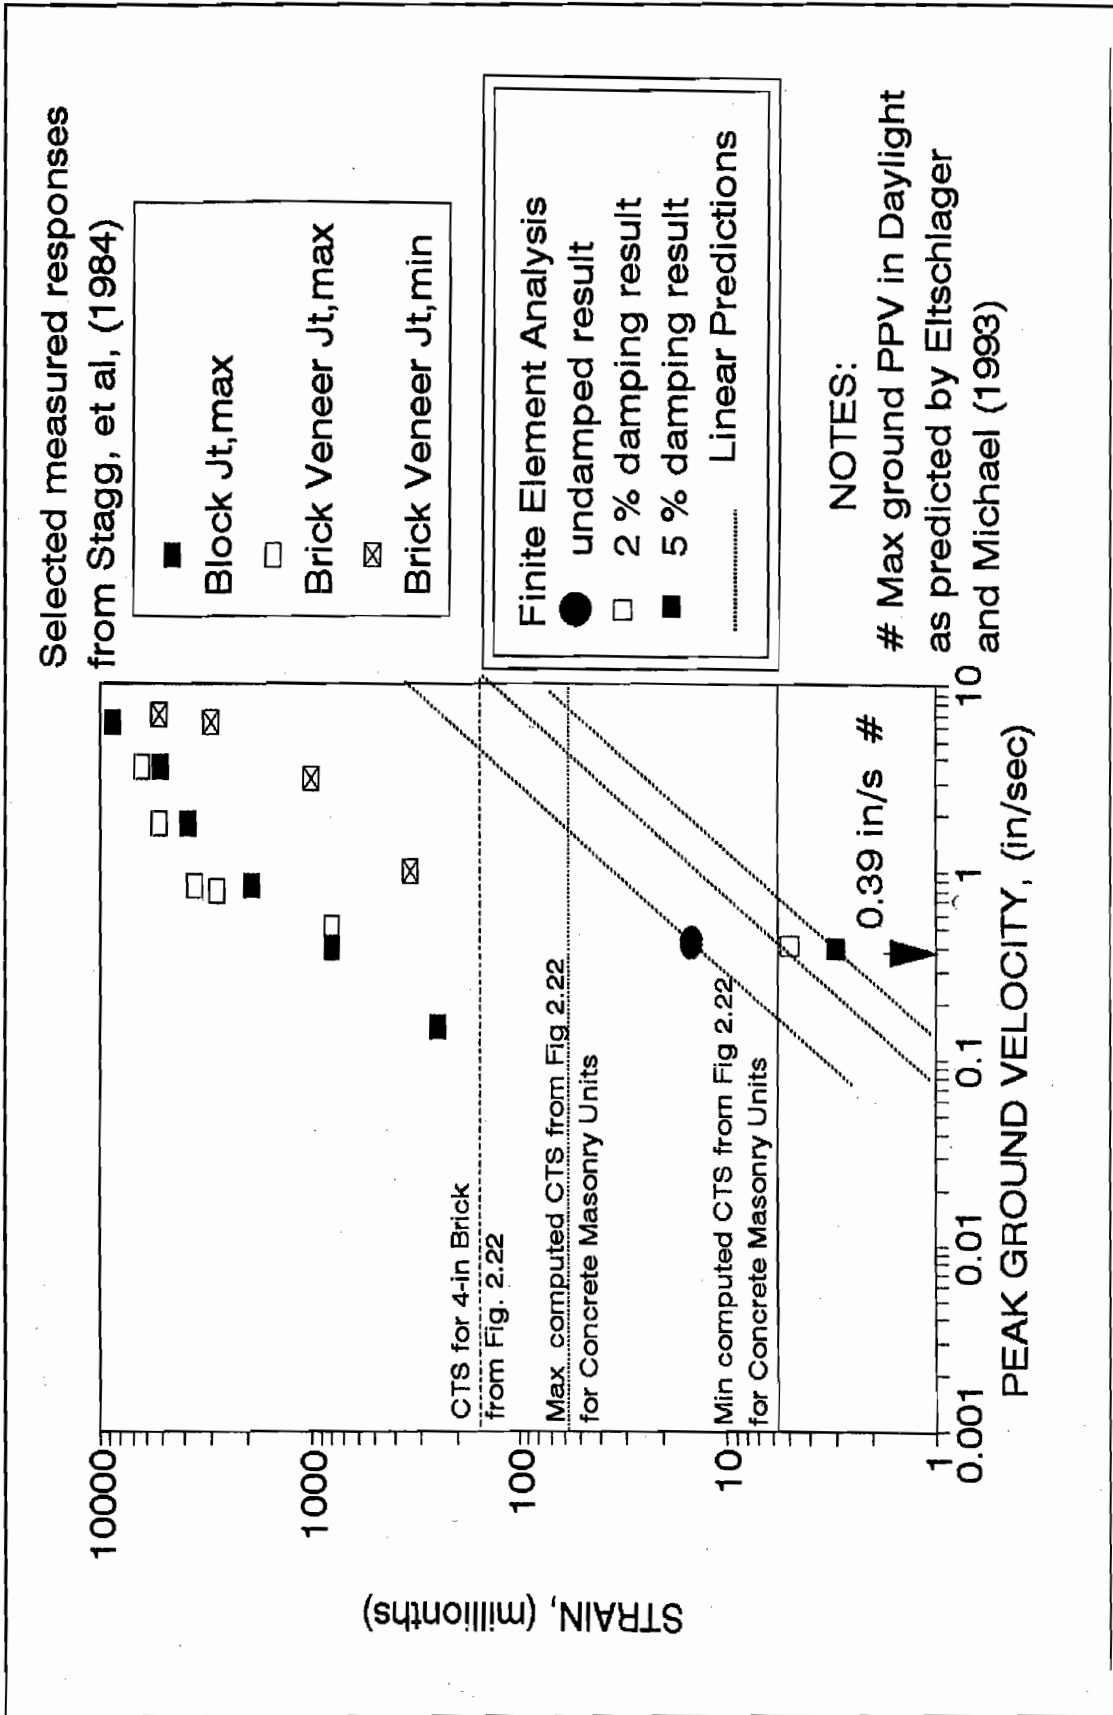 Selected measured responses
from Stagg, et al, (1984)
Block Jt,max
Brick Veneer Jt,max
Brick Veneer Jt,min
Finite Element Analysis
undamped result
2 % damping result
5 % damping result
Linear Predictions
NOTES:
# Max ground PPV in Daylight
as predicted by Eltschlager
and Michael (1993)
STRAIN, (millionths)
10000
1000
100
10
1
CTS for 4-in Brick
from Fig. 2.22
Max computed CTS from Fig 2.22
for Concrete Masonry Units
Min computed CTS from Fig 2.22
for Concrete Masonry Units
0.39 in/s #
0.001
0.01
0.1
1
10
PEAK GROUND VELOCITY, (in/sec)